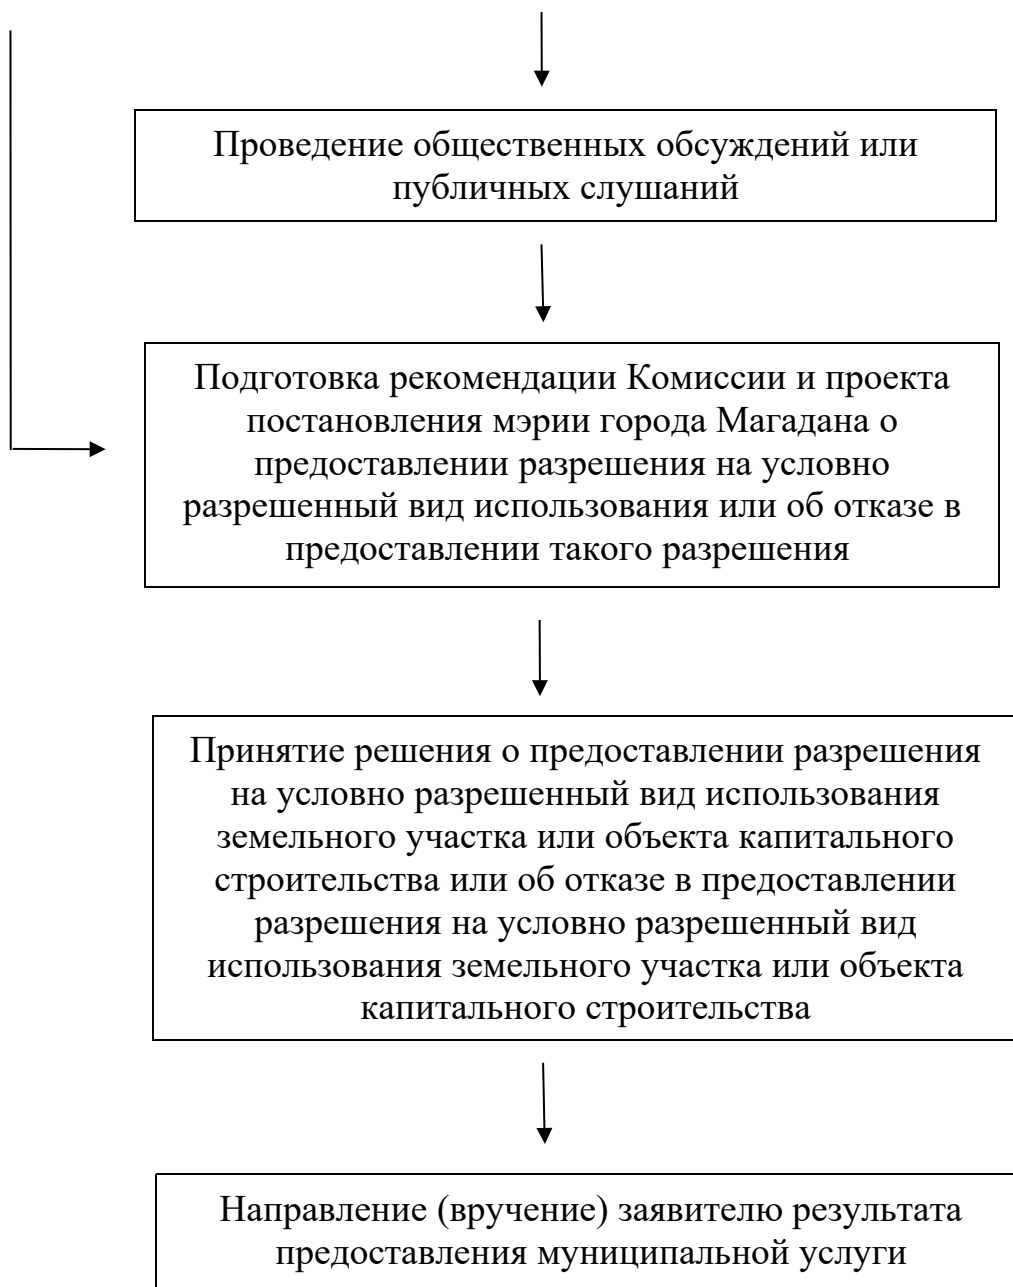 Проведение общественных обсуждений или
публичных слушаний
Подготовка рекомендации Комиссии и проекта
постановления мэрии города Магадана о
предоставлении разрешения на условно
разрешенный вид использования или об отказе в
предоставлении такого разрешения
Принятие решения о предоставлении разрешения
на условно разрешенный вид использования
земельного участка или объекта капитального
строительства или об отказе в предоставлении
разрешения на условно разрешенный вид
использования земельного участка или объекта
капитального строительства
Направление (вручение) заявителю результата
предоставления муниципальной услуги